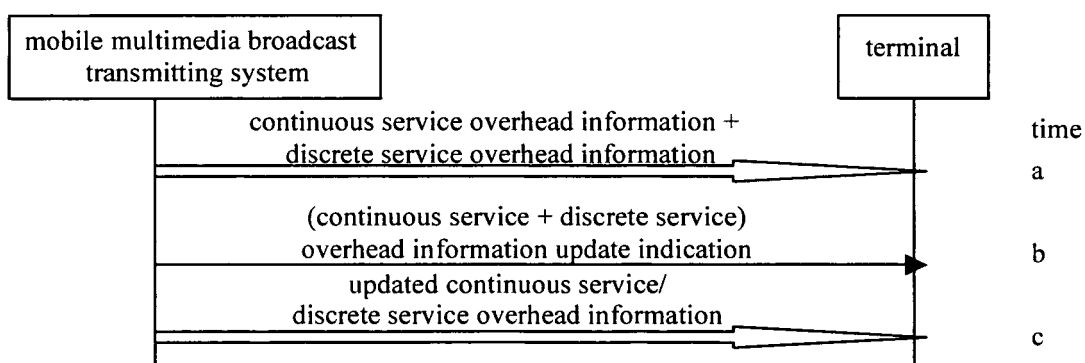 mobile multimedia broadcast
transmitting system
terminal
continuous service overhead information +
discrete service overhead information
time
a
(continuous service + discrete service)
overhead information update indication
b
updated continuous service/
discrete service overhead information
c